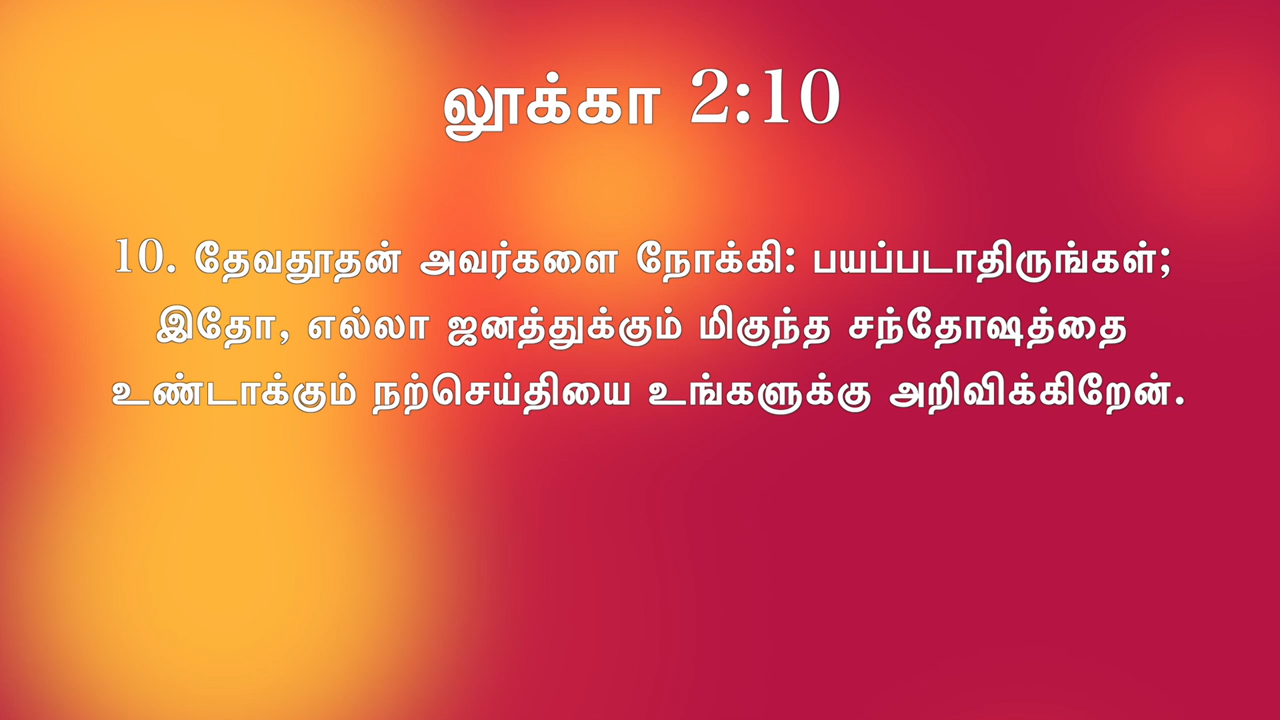 லூக்கா 2:10
10. தேவதூதன் அவர்களை நோக்கி: பயப்படாதிருங்கள்;
இதோ, எல்லா ஜனத்துக்கும் மிகுந்த சந்தோஷத்தை
உண்டாக்கும் நற்செய்தியை உங்களுக்கு அறிவிக்கிறேன்.